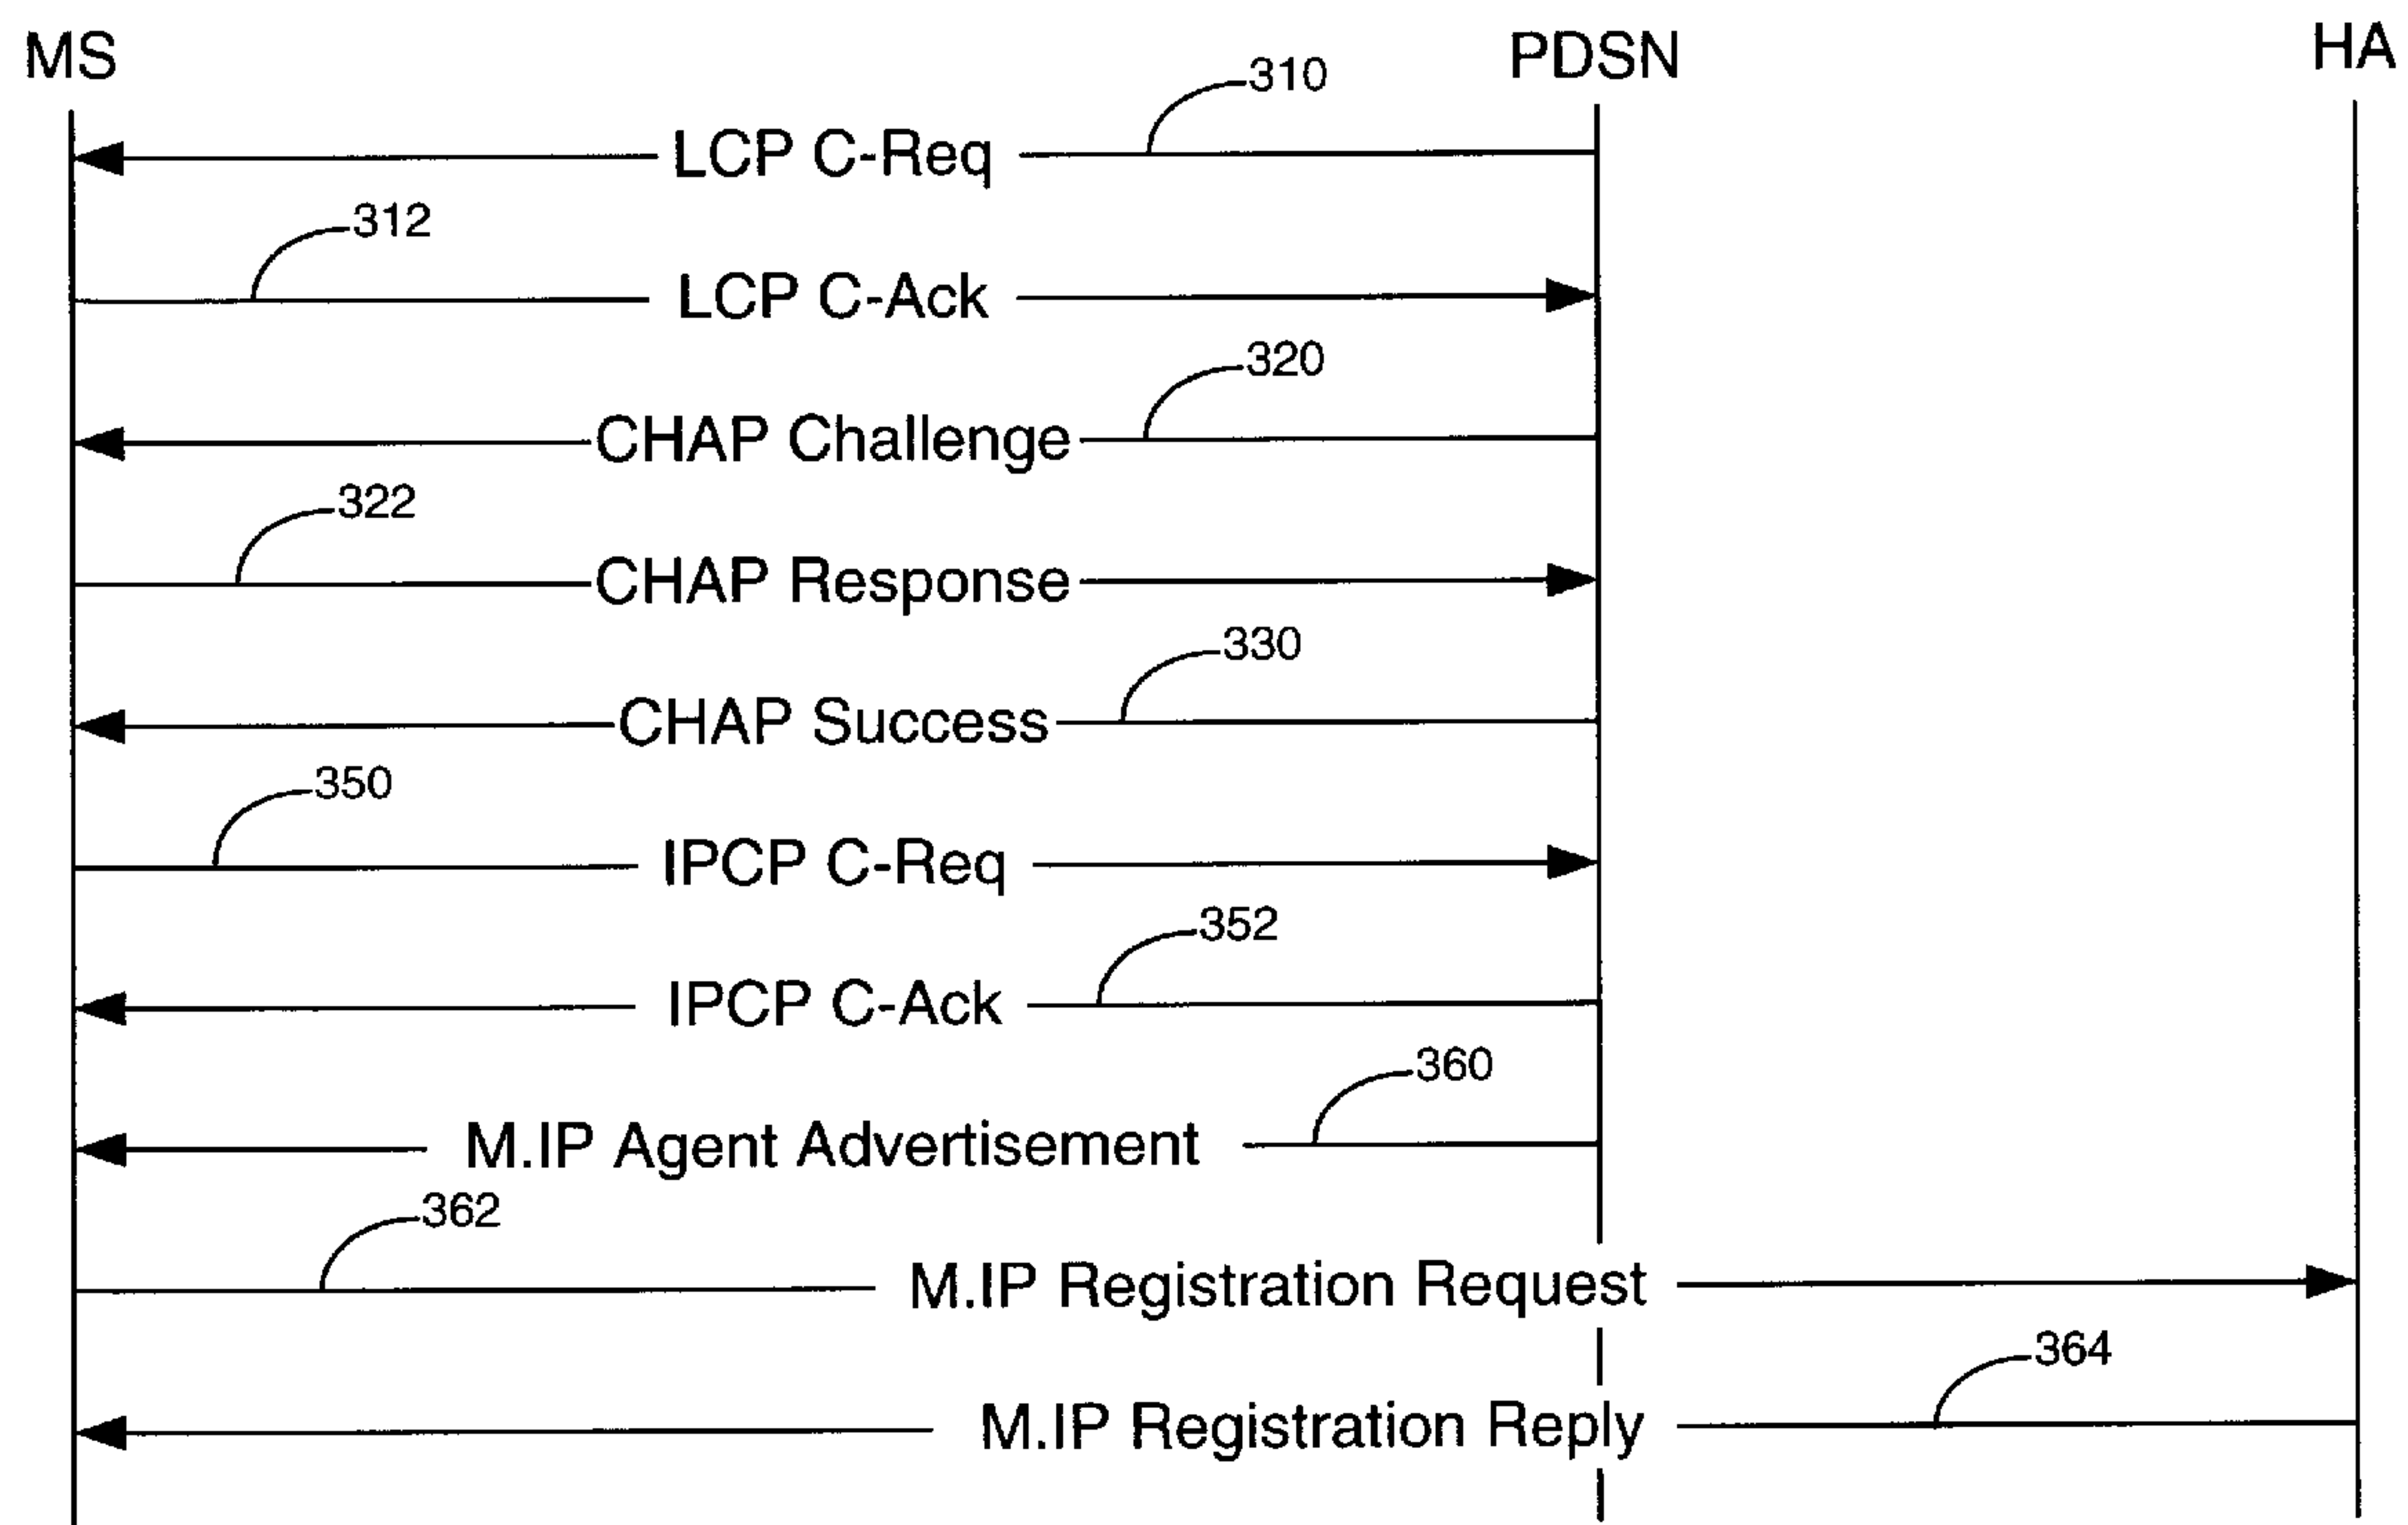 MS PDSN HA
310
LCP C-Req
312
LCP C-Ack
320
CHAP Challenge
322
CHAP Response
330
CHAP Success
350
IPCP C-Req
352
IPCP C-Ack
360
M.IP Agent Advertisement
362
M.IP Registration Request
364
M.IP Registration Reply